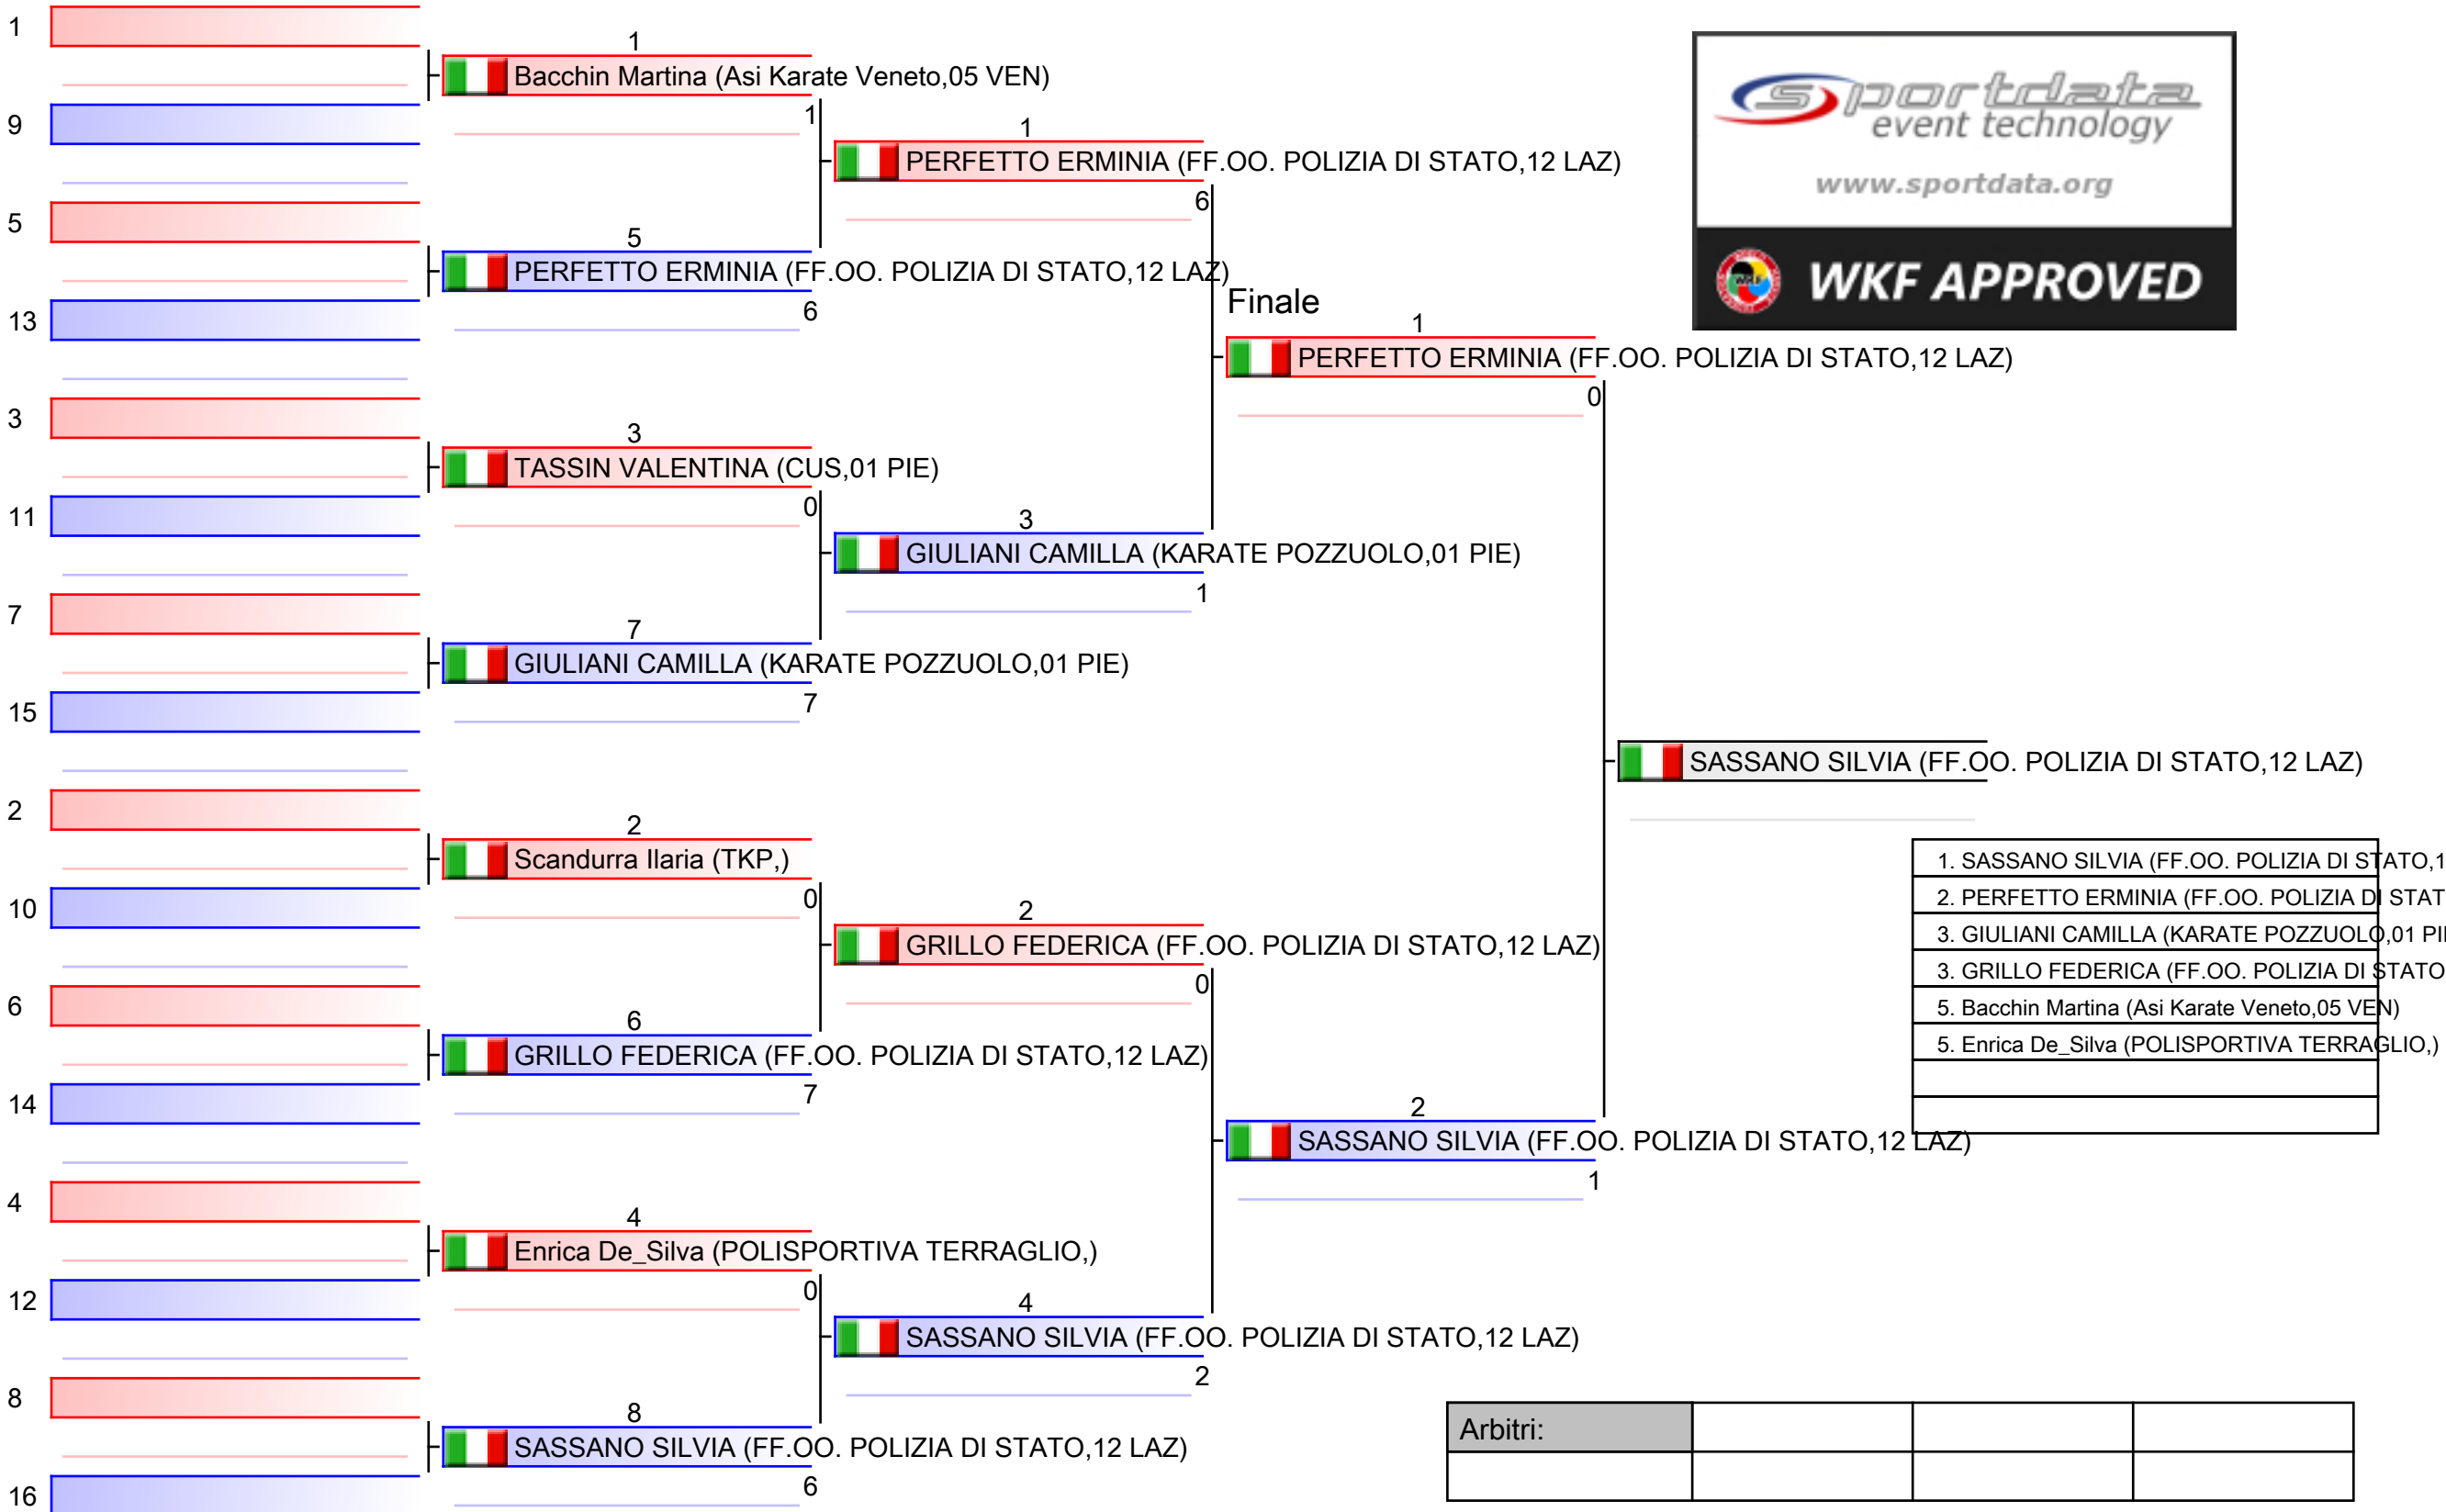 1
1
Bacchin Martina (Asi Karate Veneto,05 VEN)
1
9
1
PERFETTO ERMINIA (FF.OO. POLIZIA DI STATO,12 LAZ)
6
5
5
PERFETTO ERMINIA (FF.OO. POLIZIA DI STATO,12 LAZ)
6
13
Finale
1
PERFETTO ERMINIA (FF.OO. POLIZIA DI STATO,12 LAZ)
0
3
3
TASSIN VALENTINA (CUS,01 PIE)
0
11
3
GIULIANI CAMILLA (KARATE POZZUOLO,01 PIE)
1
7
7
GIULIANI CAMILLA (KARATE POZZUOLO,01 PIE)
7
15
SASSANO SILVIA (FF.OO. POLIZIA DI STATO,12 LAZ)
2
2
Scandurra Ilaria (TKP,)
0
10
2
GRILLO FEDERICA (FF.OO. POLIZIA DI STATO,12 LAZ)
0
6
6
GRILLO FEDERICA (FF.OO. POLIZIA DI STATO,12 LAZ)
7
14
2
SASSANO SILVIA (FF.OO. POLIZIA DI STATO,12 LAZ)
1
4
4
Enrica De_Silva (POLISPORTIVA TERRAGLIO,)
0
12
4
SASSANO SILVIA (FF.OO. POLIZIA DI STATO,12 LAZ)
2
8
8
SASSANO SILVIA (FF.OO. POLIZIA DI STATO,12 LAZ)
6
16
sportdata
event technology
www.sportdata.org
WKF
WKF APPROVED
1. SASSANO SILVIA (FF.OO. POLIZIA DI STATO,1
2. PERFETTO ERMINIA (FF.OO. POLIZIA DI STAT
3. GIULIANI CAMILLA (KARATE POZZUOLO,01 PI
3. GRILLO FEDERICA (FF.OO. POLIZIA DI STATO
5. Bacchin Martina (Asi Karate Veneto,05 VEN)
5. Enrica De_Silva (POLISPORTIVA TERRAGLIO,)
Arbitri: